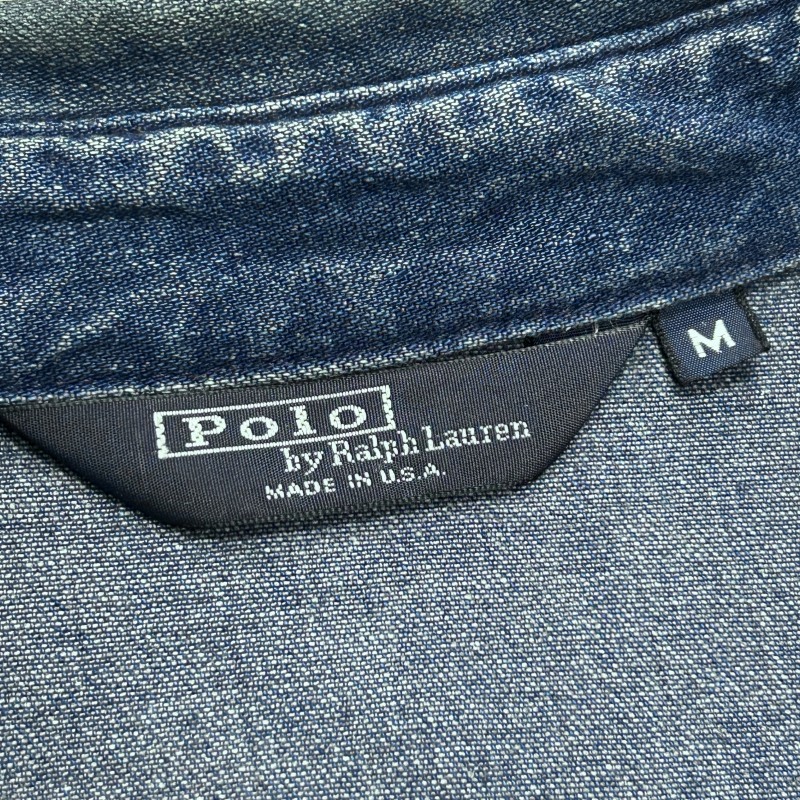 Polo
by Ralph Lauren
MADE IN U.S.A.
M